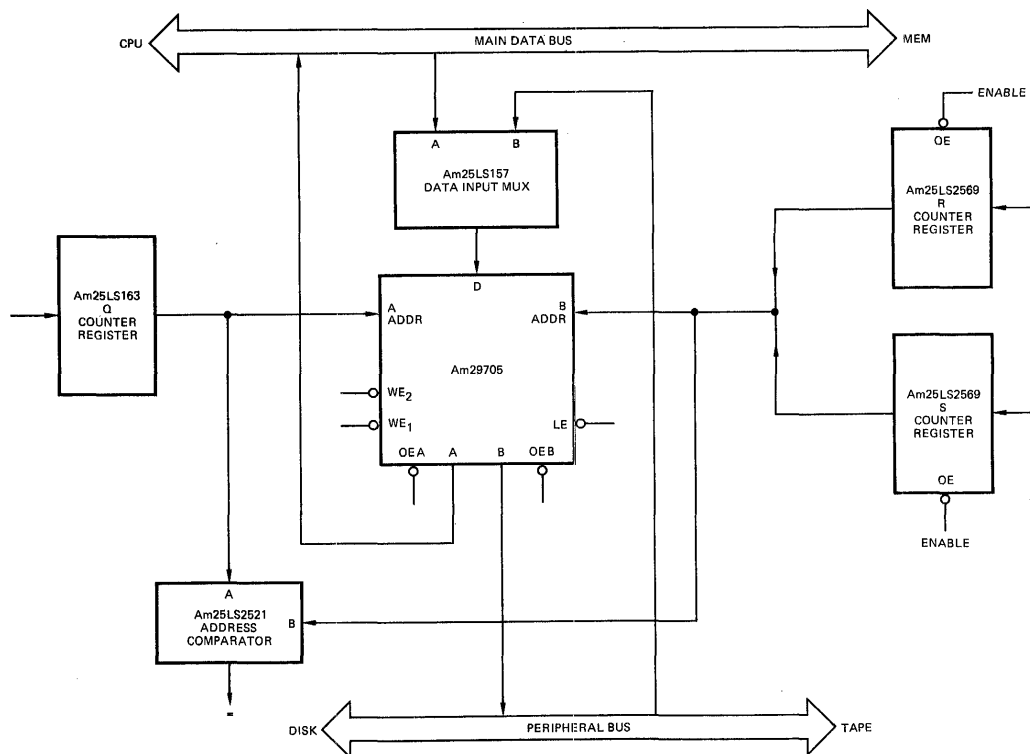 CPU
MAIN DATA BUS
MEM
ENABLE
A
B
Am25LS157
DATA INPUT MUX
OE
Am25LS2569
R
COUNTER
REGISTER
Am25LS163
Q
COUNTER
REGISTER
D
A
ADDR
B
ADDR
Am29705
WE2
WE1
LE
OEA
A
B
OEB
Am25LS2569
S
COUNTER
REGISTER
OE
ENABLE
A
Am25LS2521
ADDRESS
COMPARATOR
B
=
DISK
PERIPHERAL BUS
TAPE